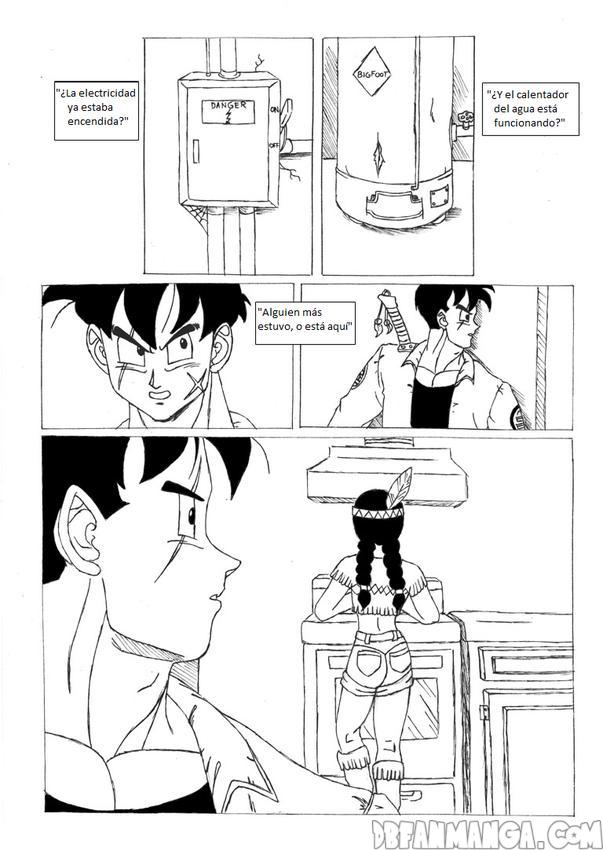 "¿La electricidad
ya estaba
encendida?"
DANGER
ON
OFF
BIGFOOT
"¿Y el calentador
del agua está
funcionando?"
"Alguien más
estuvo, o está aquí"
DBFANMANGA.COM